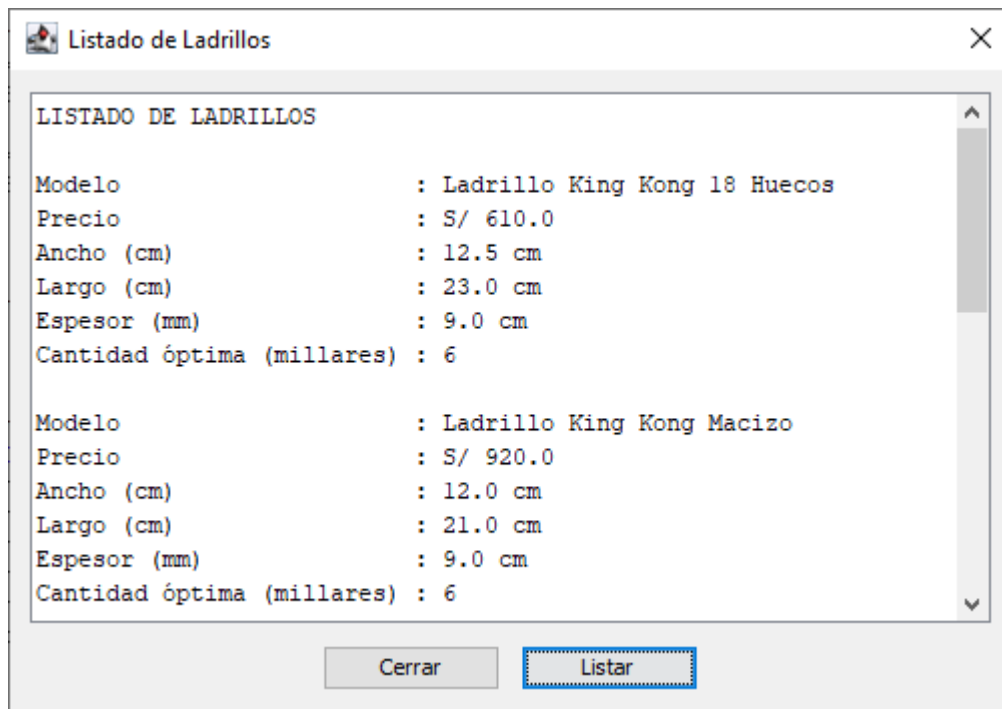 Listado de Ladrillos
LISTADO DE LADRILLOS
Modelo : Ladrillo King Kong 18 Huecos
Precio : S/ 610.0
Ancho (cm) : 12.5 cm
Largo (cm) : 23.0 cm
Espesor (mm) : 9.0 cm
Cantidad óptima (millares) : 6
Modelo : Ladrillo King Kong Macizo
Precio : S/ 920.0
Ancho (cm) : 12.0 cm
Largo (cm) : 21.0 cm
Espesor (mm) : 9.0 cm
Cantidad óptima (millares) : 6
Cerrar Listar